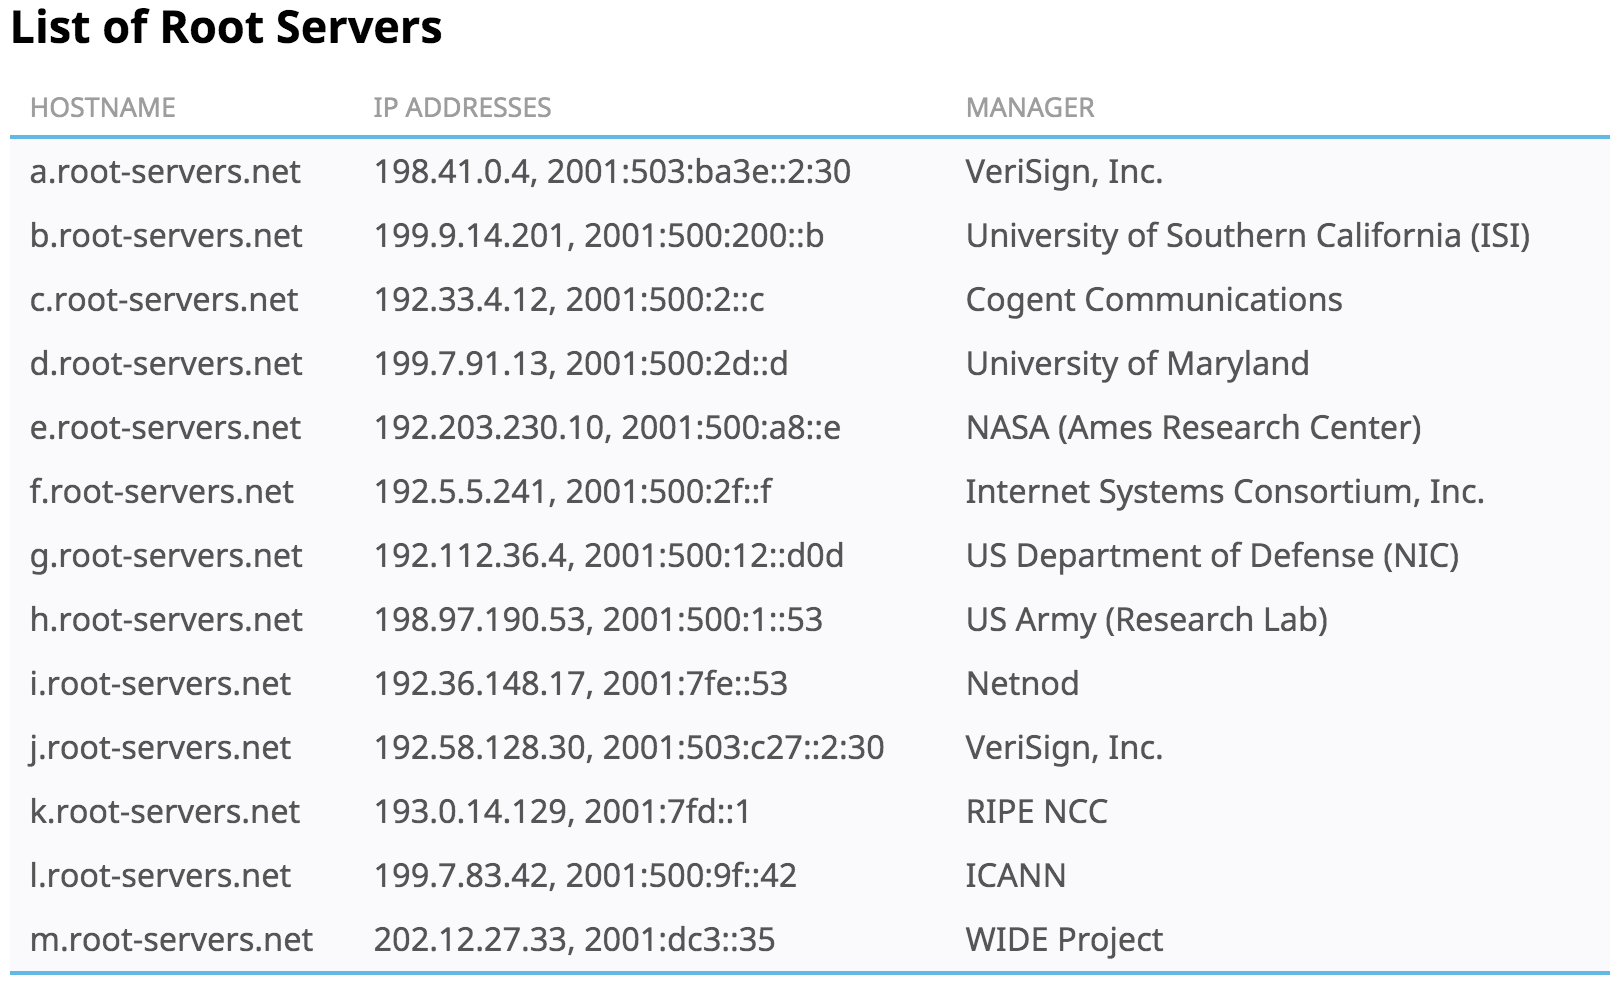 List of Root Servers
HOSTNAME IP ADDRESSES MANAGER
a.root-servers.net 198.41.0.4, 2001:503:ba3e::2:30 VeriSign, Inc.
b.root-servers.net 199.9.14.201, 2001:500:200::b University of Southern California (ISI)
c.root-servers.net 192.33.4.12, 2001:500:2::c Cogent Communications
d.root-servers.net 199.7.91.13, 2001:500:2d::d University of Maryland
e.root-servers.net 192.203.230.10, 2001:500:a8::e NASA (Ames Research Center)
f.root-servers.net 192.5.5.241, 2001:500:2f::f Internet Systems Consortium, Inc.
g.root-servers.net 192.112.36.4, 2001:500:12::d0d US Department of Defense (NIC)
h.root-servers.net 198.97.190.53, 2001:500:1::53 US Army (Research Lab)
i.root-servers.net 192.36.148.17, 2001:7fe::53 Netnod
j.root-servers.net 192.58.128.30, 2001:503:c27::2:30 VeriSign, Inc.
k.root-servers.net 193.0.14.129, 2001:7fd::1 RIPE NCC
l.root-servers.net 199.7.83.42, 2001:500:9f::42 ICANN
m.root-servers.net 202.12.27.33, 2001:dc3::35 WIDE Project